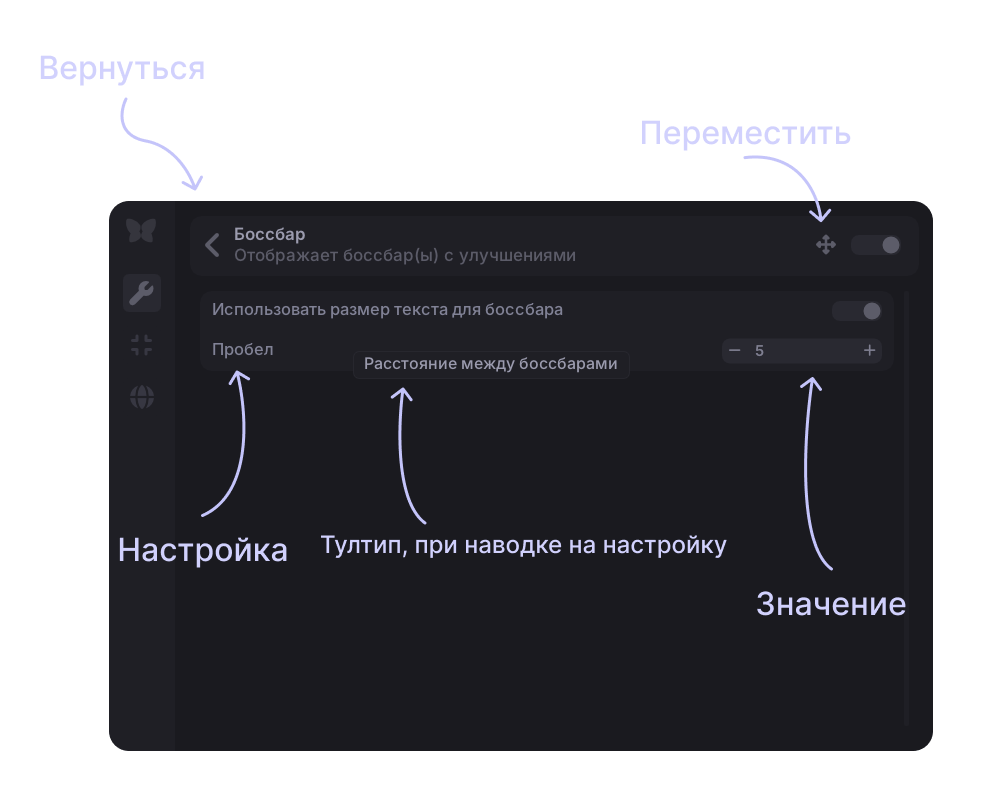 Вернуться
Переместить
Боссбар
Отображает боссбар(ы) с улучшениями
Использовать размер текста для боссбара
Пробел
Расстояние между боссбарами
5
Настройка
Тултип, при наводке на настройку
Значение